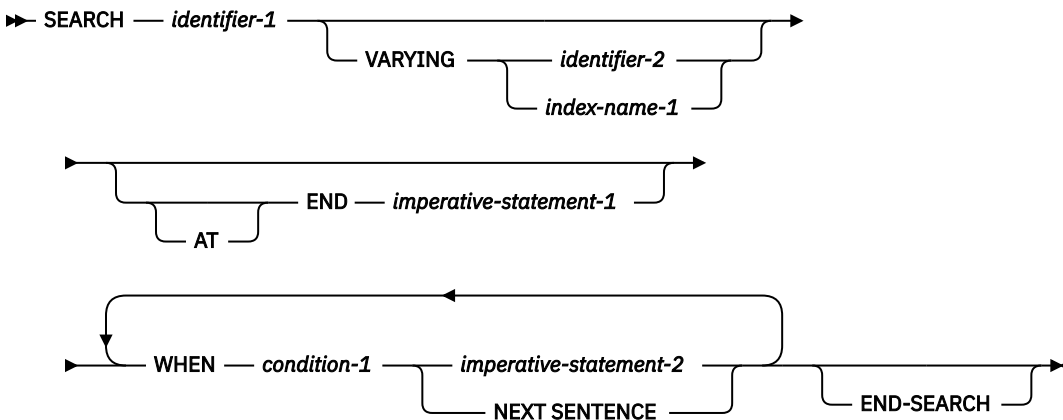 SEARCH identifier-1
VARYING identifier-2
index-name-1
END imperative-statement-1
AT
WHEN condition-1 imperative-statement-2
NEXT SENTENCE
END-SEARCH